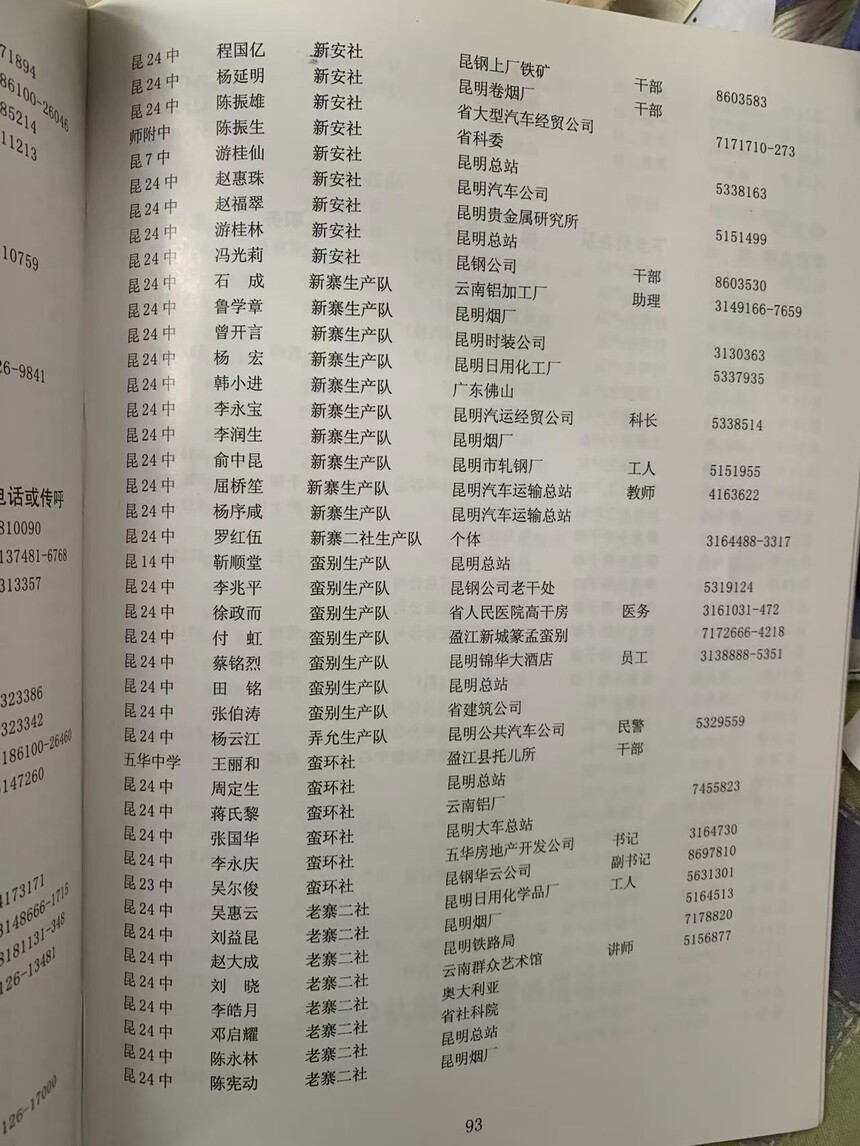 71894
86100-26046
85214
11213
10759
26-9841
电话或传呼
810090
137481-6768
313357
323386
323342
186100-26460
147260
4173171
3148666-1715
3181131-348
126-13481
126-17000
昆24中 程国亿 新安社 昆钢上厂铁矿 干部 8603583
昆24中 杨延明 新安社 昆明卷烟厂 干部
昆24中 陈振雄 新安社 省大型汽车经贸公司 7171710-273
师附中 陈振生 新安社 省科委
昆7中 游桂仙 新安社 昆明总站 5338163
昆24中 赵惠珠 新安社 昆明汽车公司
昆24中 赵福翠 新安社 昆明贵金属研究所 5151499
昆24中 游桂林 新安社 昆明总站
昆24中 冯光莉 新安社 昆钢公司 干部 8603530
昆24中 石 成 新寨生产队 云南铝加工厂 助理 3149166-7659
昆24中 鲁学章 新寨生产队 昆明烟厂
昆24中 曾开言 新寨生产队 昆明时装公司 3130363
昆24中 杨 宏 新寨生产队 昆明日用化工厂 5337935
昆24中 韩小进 新寨生产队 广东佛山
昆24中 李永宝 新寨生产队 昆明汽运经贸公司 科长 5338514
昆24中 李润生 新寨生产队 昆明烟厂
昆24中 俞中昆 新寨生产队 昆明市轧钢厂 工人 5151955
昆24中 屈桥笙 新寨生产队 昆明汽车运输总站 教师 4163622
昆24中 杨序咸 新寨生产队 昆明汽车运输总站
昆24中 罗红伍 新寨二社生产队 个体 3164488-3317
昆14中 靳顺堂 蛮别生产队 昆明总站
昆24中 李兆平 蛮别生产队 昆钢公司老干处 5319124
昆24中 徐政而 蛮别生产队 省人民医院高干房 医务 3161031-472
昆24中 付 虹 蛮别生产队 盈江新城篆孟蛮别 7172666-4218
昆24中 蔡铭烈 蛮别生产队 昆明锦华大酒店 员工 3138888-5351
昆24中 田 铭 蛮别生产队 昆明总站
昆24中 张伯涛 蛮别生产队 省建筑公司
昆24中 杨云江 弄允生产队 昆明公共汽车公司 民警 5329559
五华中学 王丽和 蛮环社 盈江县托儿所 干部
昆24中 周定生 蛮环社 昆明总站
昆24中 蒋氏黎 蛮环社 云南铝厂 7455823
昆24中 张国华 蛮环社 昆明大车总站
昆24中 李永庆 蛮环社 五华房地产开发公司 书记 3164730
昆23中 吴尔俊 蛮环社 昆钢华云公司 副书记 8697810
昆24中 吴惠云 老寨二社 昆明日用化学品厂 工人 5631301
昆24中 刘益昆 老寨二社 昆明烟厂 5164513
昆24中 赵大成 老寨二社 昆明铁路局 7178820
昆24中 刘 晓 老寨二社 云南群众艺术馆 讲师 5156877
昆24中 李皓月 老寨二社 奥大利亚
昆24中 邓启耀 老寨二社 省社科院
昆24中 陈永林 老寨二社 昆明总站
昆24中 陈宪动 老寨二社 昆明烟厂
93